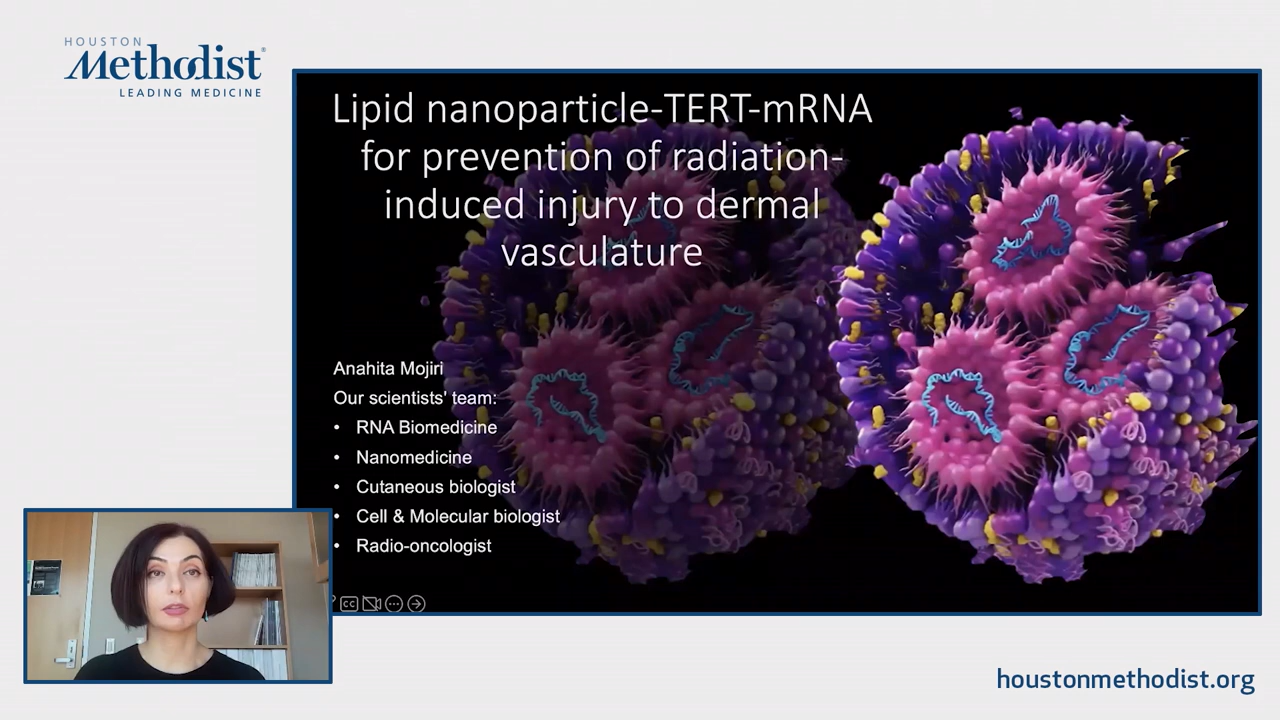 HOUSTON
Methodist®
LEADING MEDICINE
Lipid nanoparticle-TERT-mRNA
for prevention of radiation-
induced injury to dermal
vasculature
Anahita Mojiri
Our scientists' team:
• RNA Biomedicine
• Nanomedicine
• Cutaneous biologist
• Cell & Molecular biologist
• Radio-oncologist
CC
houstonmethodist.org